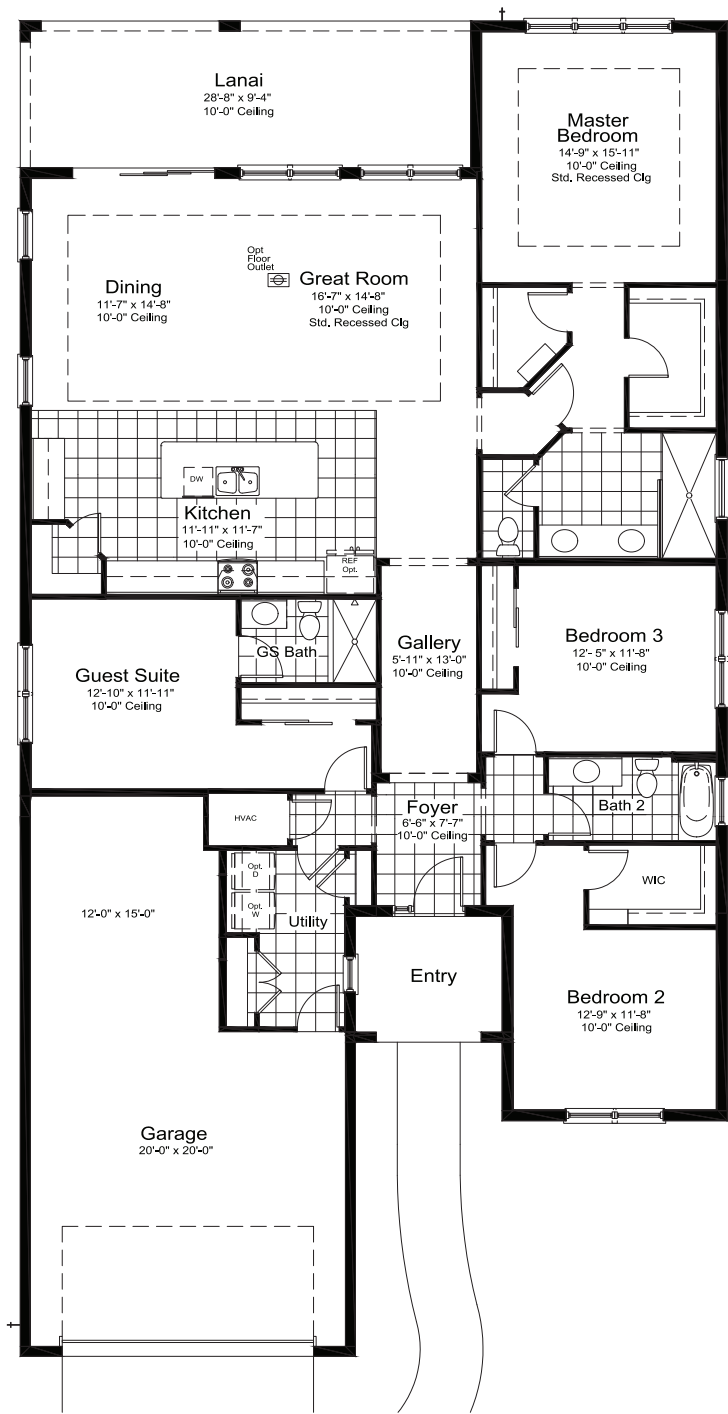 Lanai
28'-8" x 9'-4"
10'-0" Ceiling
Master
Bedroom
14'-9" x 15'-11"
10'-0" Ceiling
Std. Recessed Clg
Opt
Floor
Outlet
Dining
11'-7" x 14'-8"
10'-0" Ceiling
Great Room
16'-7" x 14'-8"
10'-0" Ceiling
Std. Recessed Clg
DW
Kitchen
11'-11" x 11'-7"
10'-0" Ceiling
REF
Opt.
GS Bath
Gallery
5'-11" x 13'-0"
10'-0" Ceiling
Bedroom 3
12'- 5" x 11'-8"
10'-0" Ceiling
Guest Suite
12'-10" x 11'-11"
10'-0" Ceiling
HVAC
Foyer
6'-6" x 7'-7"
10'-0" Ceiling
Bath 2
Opt.
D
Opt.
W
Utility
WIC
12'-0" x 15'-0"
Entry
Bedroom 2
12'-9" x 11'-8"
10'-0" Ceiling
Garage
20'-0" x 20'-0"